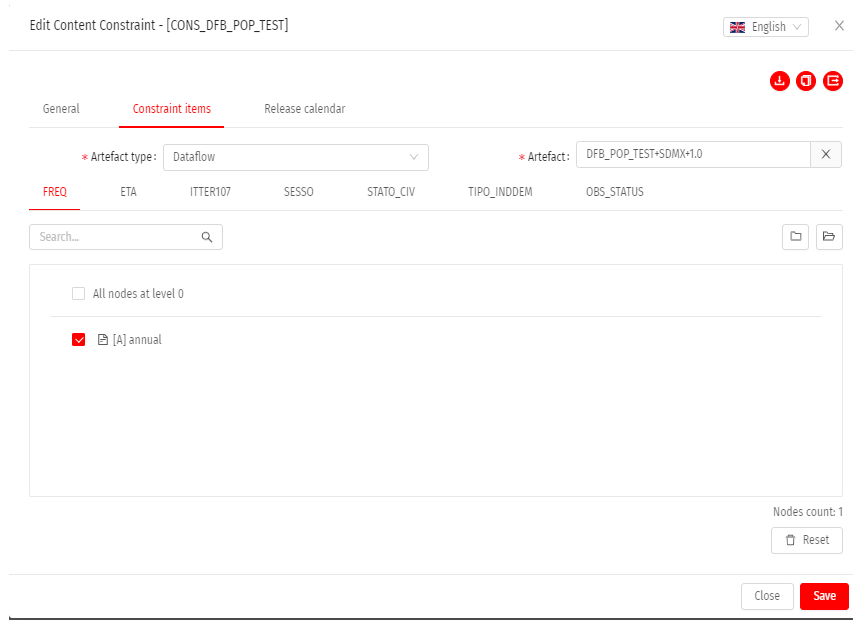 Edit Content Constraint - [CONS_DFB_POP_TEST]
English
General
Constraint items
Release calendar
* Artefact type:
Dataflow
* Artefact:
DFB_POP_TEST+SDMX+1.0
FREQ
ETA
ITTER107
SESSO
STATO_CIV
TIPO_INDDEM
OBS_STATUS
Search...
All nodes at level 0
[A] annual
Nodes count: 1
Reset
Close
Save